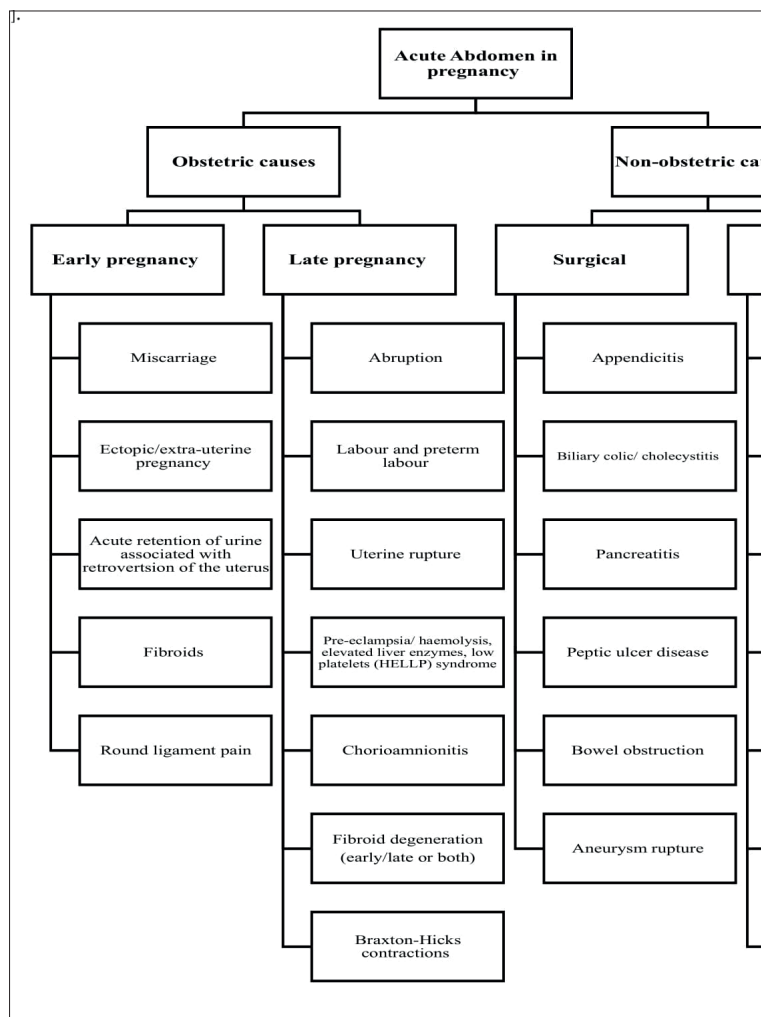 ].
Acute Abdomen in
pregnancy
Obstetric causes
Non-obstetric
Early pregnancy
Late pregnancy
Surgical
Miscarriage
Abruption
Appendicitis
Ectopic/extra-uterine
pregnancy
Labour and preterm
labour
Biliary colic/ cholecystitis
Acute retention of urine
associated with
retrovertsion of the uterus
Uterine rupture
Pancreatitis
Fibroids
Pre-eclampsia/ haemolysis,
elevated liver enzymes, low
platelets (HELLP) syndrome
Peptic ulcer disease
Round ligament pain
Chorioamnionitis
Bowel obstruction
Fibroid degeneration
(early/late or both)
Aneurysm rupture
Braxton-Hicks
contractions